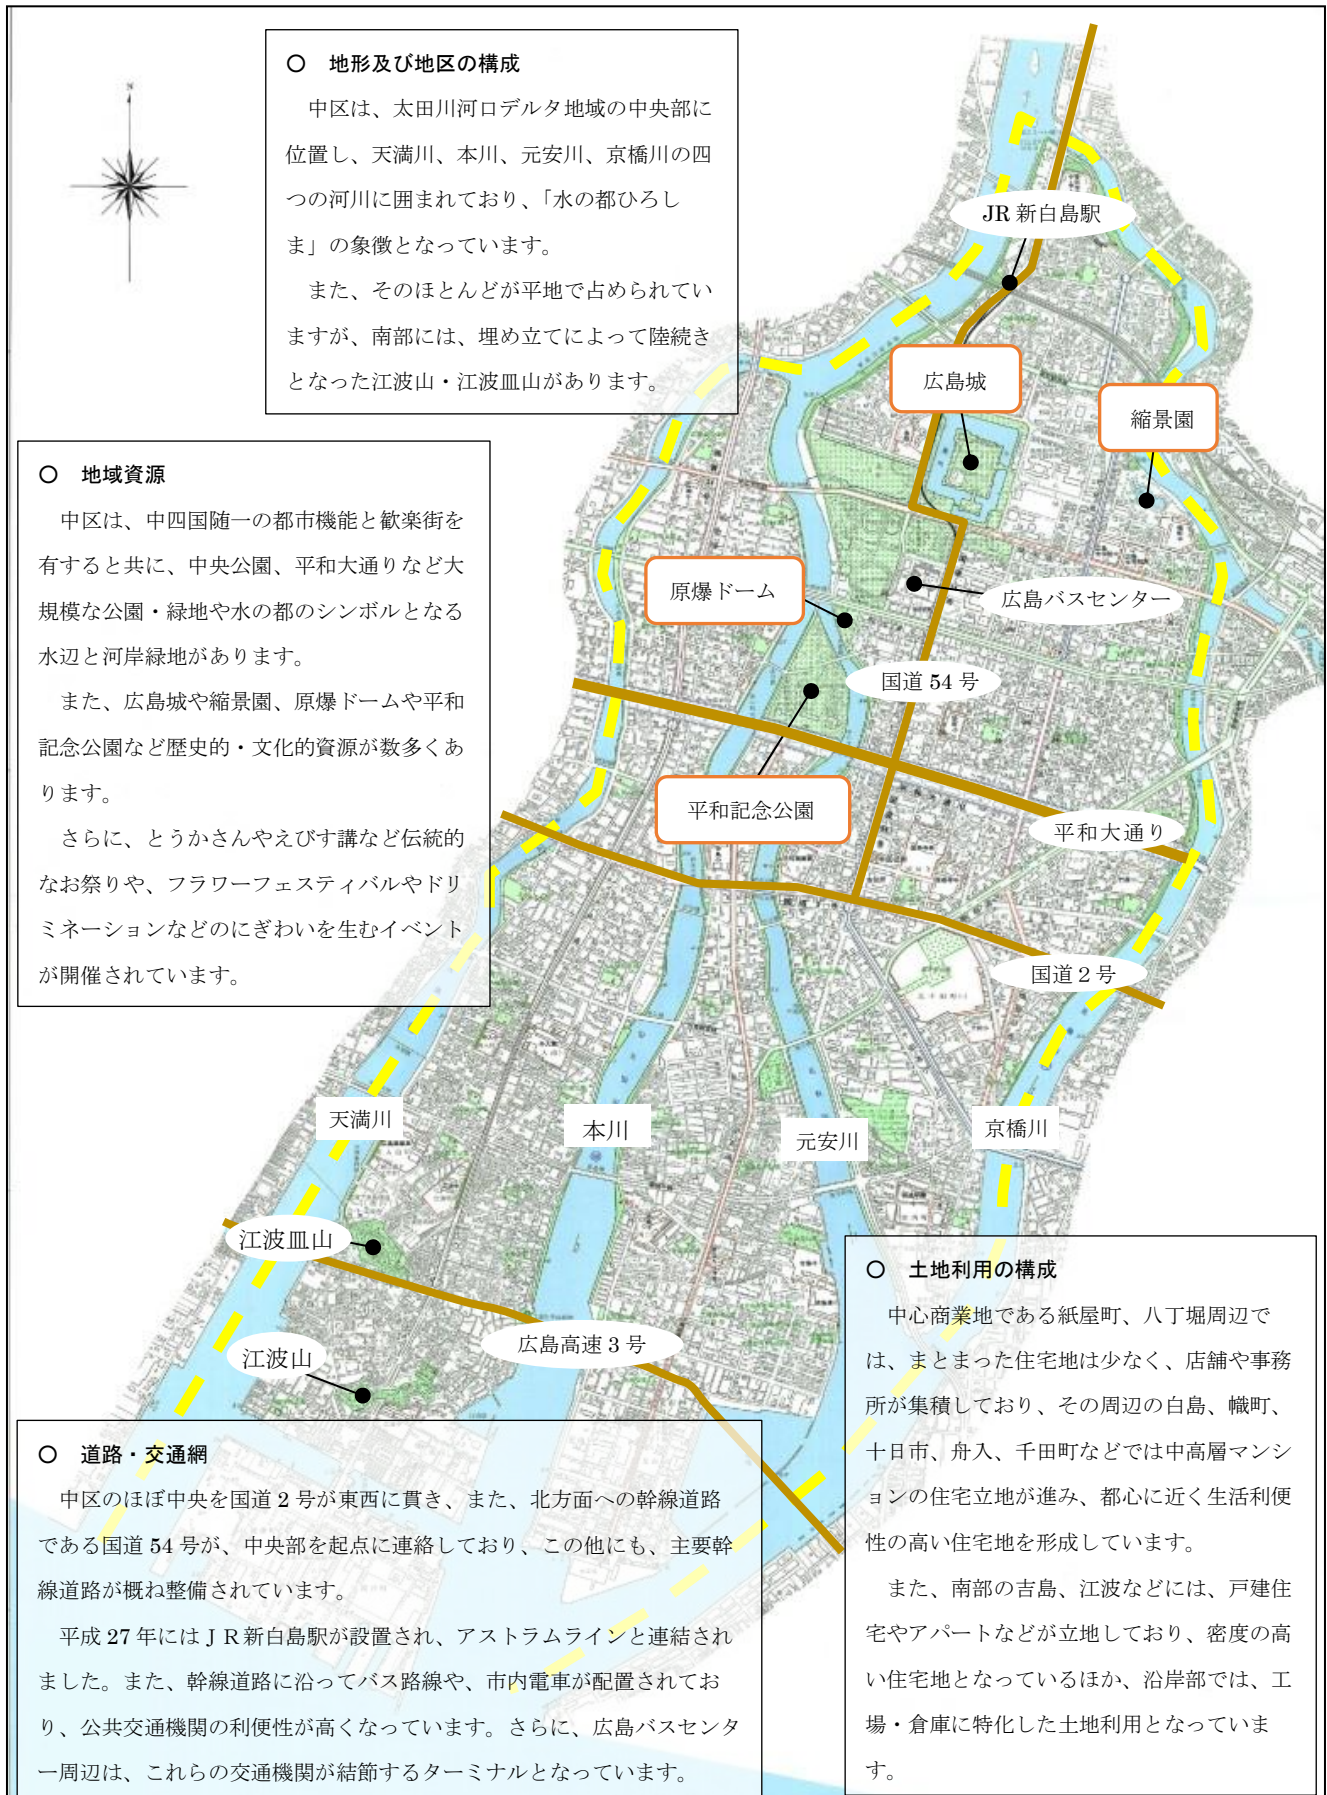 N
○ 地形及び地区の構成
中区は、太田川河口デルタ地域の中央部に
位置し、天満川、本川、元安川、京橋川の四
つの河川に囲まれており、「水の都ひろし
ま」の象徴となっています。
また、そのほとんどが平地で占められてい
ますが、南部には、埋め立てによって陸続き
となった江波山・江波皿山があります。
JR 新白島駅
広島城
縮景園
○ 地域資源
中区は、中四国随一の都市機能と歓楽街を
有すると共に、中央公園、平和大通りなど大
規模な公園・緑地や水の都のシンボルとなる
水辺と河岸緑地があります。
また、広島城や縮景園、原爆ドームや平和
記念公園など歴史的・文化的資源が数多くあ
ります。
さらに、とうかさんやえびす講など伝統的
なお祭りや、フラワーフェスティバルやドリ
ミネーションなどのにぎわいを生むイベント
が開催されています。
原爆ドーム
広島バスセンター
国道 54 号
平和記念公園
平和大通り
国道 2 号
天満川
本川
元安川
京橋川
江波皿山
広島高速 3 号
江波山
○ 土地利用の構成
中心商業地である紙屋町、八丁堀周辺で
は、まとまった住宅地は少なく、店舗や事務
所が集積しており、その周辺の白島、幟町、
十日市、舟入、千田町などでは中高層マンシ
ョンの住宅立地が進み、都心に近く生活利便
性の高い住宅地を形成しています。
また、南部の吉島、江波などには、戸建住
宅やアパートなどが立地しており、密度の高
い住宅地となっているほか、沿岸部では、工
場・倉庫に特化した土地利用となっていま
す。
○ 道路・交通網
中区のほぼ中央を国道 2 号が東西に貫き、また、北方面への幹線道路
である国道 54 号が、中央部を起点に連絡しており、この他にも、主要幹
線道路が概ね整備されています。
平成 27 年にはＪＲ新白島駅が設置され、アストラムラインと連結され
ました。また、幹線道路に沿ってバス路線や、市内電車が配置されてお
り、公共交通機関の利便性が高くなっています。さらに、広島バスセンタ
ー周辺は、これらの交通機関が結節するターミナルとなっています。